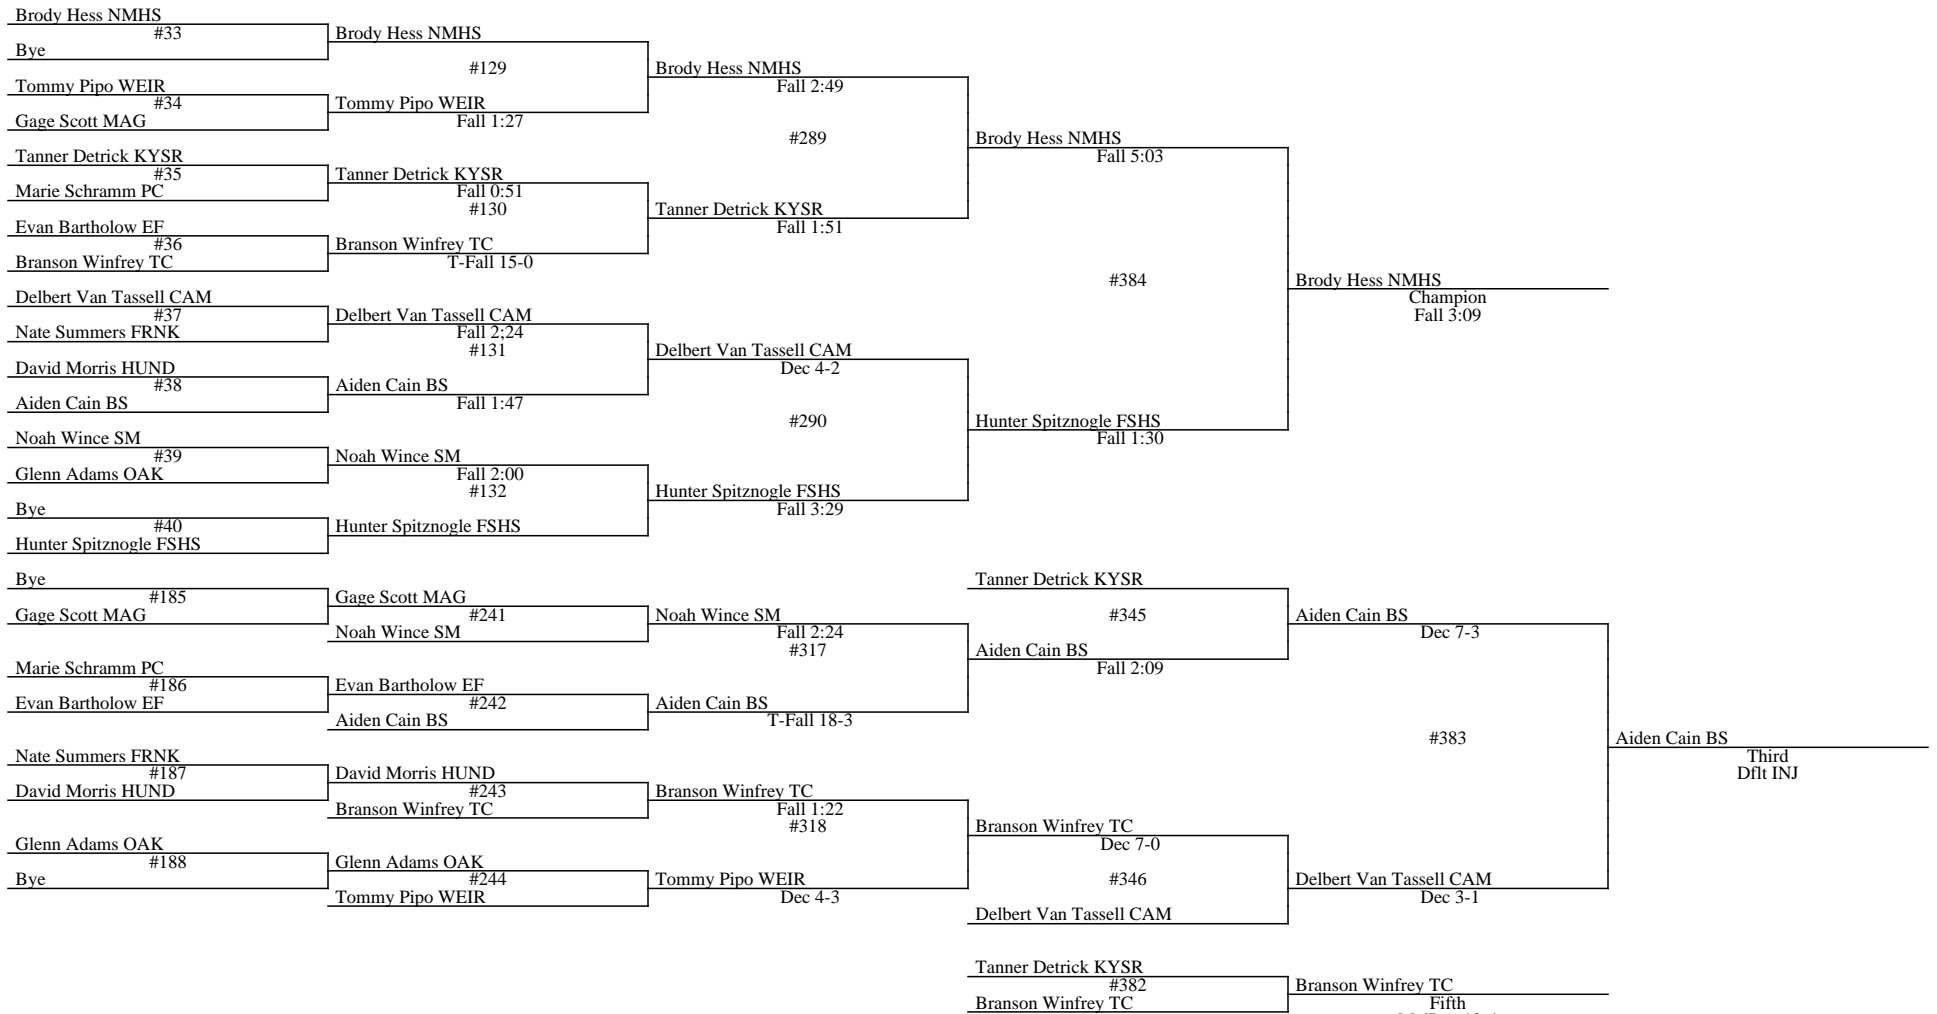 Brody Hess NMHS
#33
Bye
Tommy Pipo WEIR
#34
Gage Scott MAG
Tanner Detrick KYSR
#35
Marie Schramm PC
Evan Bartholow EF
#36
Branson Winfrey TC
Delbert Van Tassell CAM
#37
Nate Summers FRNK
David Morris HUND
#38
Aiden Cain BS
Noah Wince SM
#39
Glenn Adams OAK
Bye
#40
Hunter Spitznogle FSHS
Brody Hess NMHS
#129
Tommy Pipo WEIR
Fall 1:27
Tanner Detrick KYSR
Fall 0:51
#130
Branson Winfrey TC
T-Fall 15-0
Delbert Van Tassell CAM
Fall 2;24
#131
Aiden Cain BS
Fall 1:47
Noah Wince SM
Fall 2:00
#132
Hunter Spitznogle FSHS
Brody Hess NMHS
Fall 2:49
#289
Tanner Detrick KYSR
Fall 1:51
Delbert Van Tassell CAM
Dec 4-2
#290
Hunter Spitznogle FSHS
Fall 3:29
Brody Hess NMHS
Fall 5:03
#384
Hunter Spitznogle FSHS
Fall 1:30
Brody Hess NMHS
Champion
Fall 3:09
Bye
#185
Gage Scott MAG
Marie Schramm PC
#186
Evan Bartholow EF
Nate Summers FRNK
#187
David Morris HUND
Glenn Adams OAK
#188
Bye
Gage Scott MAG
#241
Noah Wince SM
Evan Bartholow EF
#242
Aiden Cain BS
David Morris HUND
#243
Branson Winfrey TC
Glenn Adams OAK
#244
Tommy Pipo WEIR
Noah Wince SM
Fall 2:24
#317
Aiden Cain BS
T-Fall 18-3
Branson Winfrey TC
Fall 1:22
#318
Tommy Pipo WEIR
Dec 4-3
Tanner Detrick KYSR
#345
Aiden Cain BS
Fall 2:09
Branson Winfrey TC
Dec 7-0
#346
Delbert Van Tassell CAM
Aiden Cain BS
Dec 7-3
#383
Delbert Van Tassell CAM
Dec 3-1
Aiden Cain BS
Third
Dflt INJ
Tanner Detrick KYSR
#382
Branson Winfrey TC
Branson Winfrey TC
Fifth